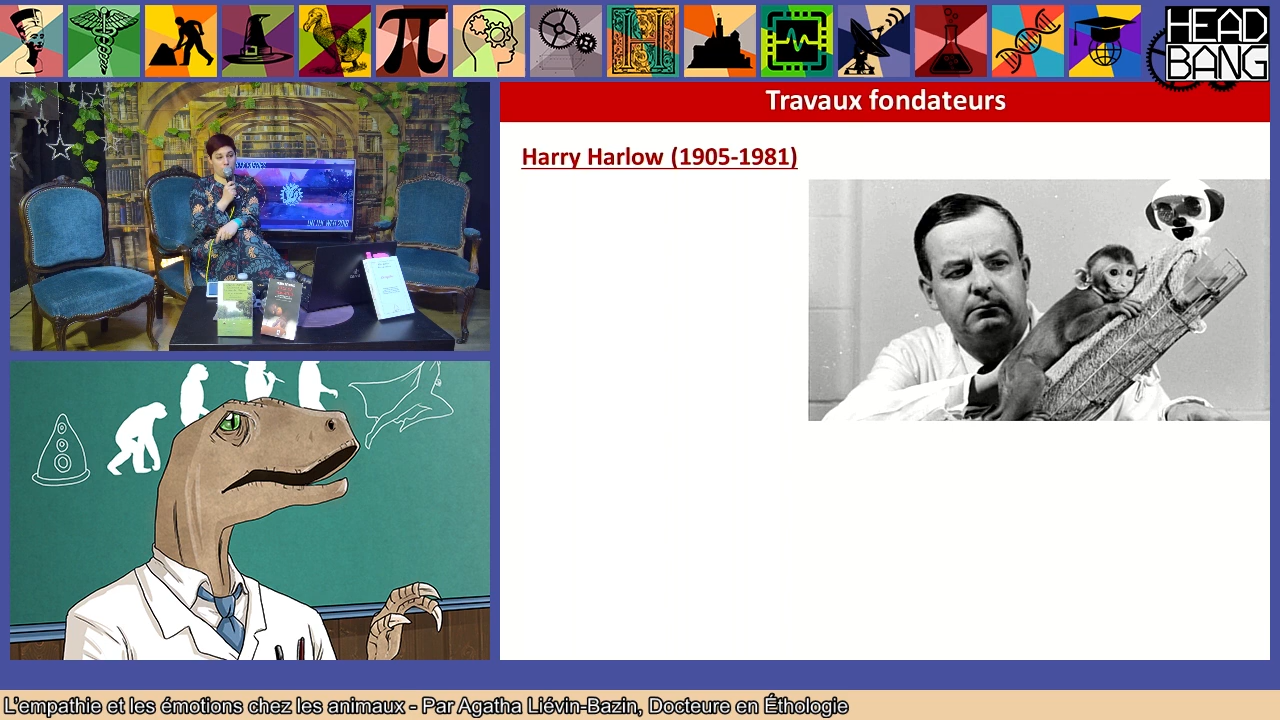 HEAD
BANG
Travaux fondateurs
Harry Harlow (1905-1981)
L'empathie et les émotions chez les animaux - Par Agatha Liévin-Bazin, Docteure en Éthologie